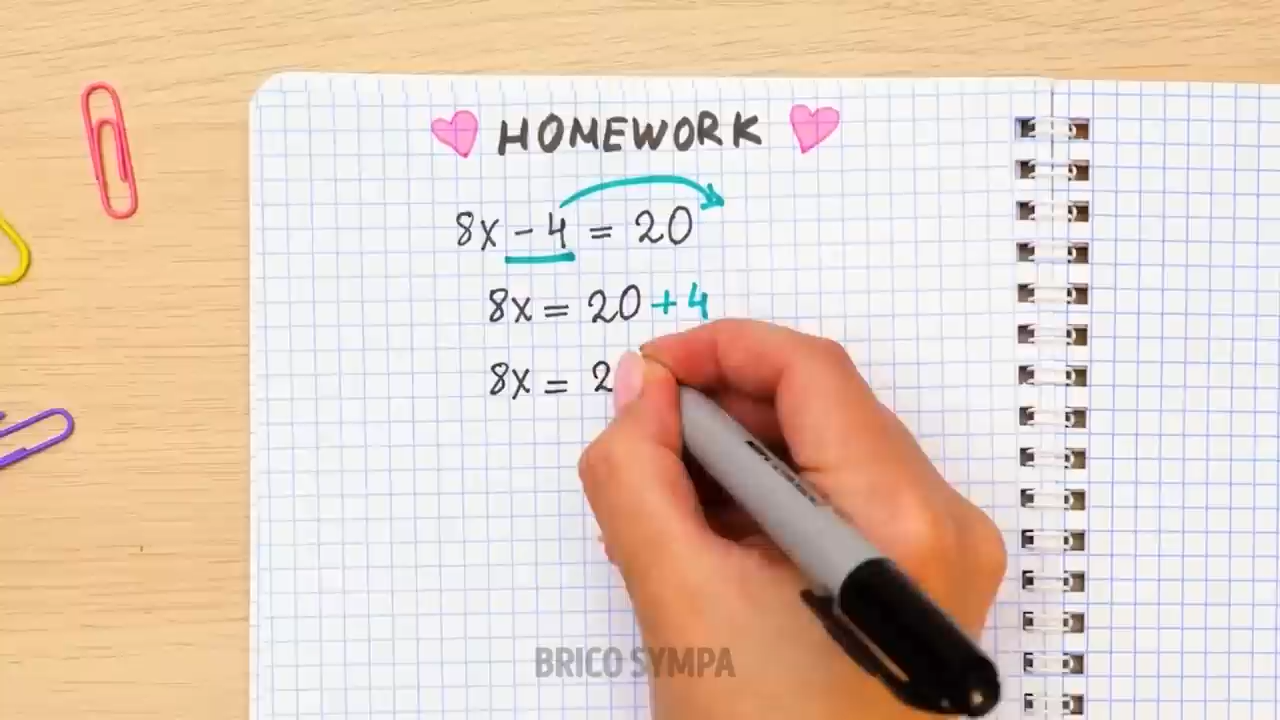 HOMEWORK
8x - 4 = 20
8x = 20 + 4
8x = 2
BRICO SYMPA